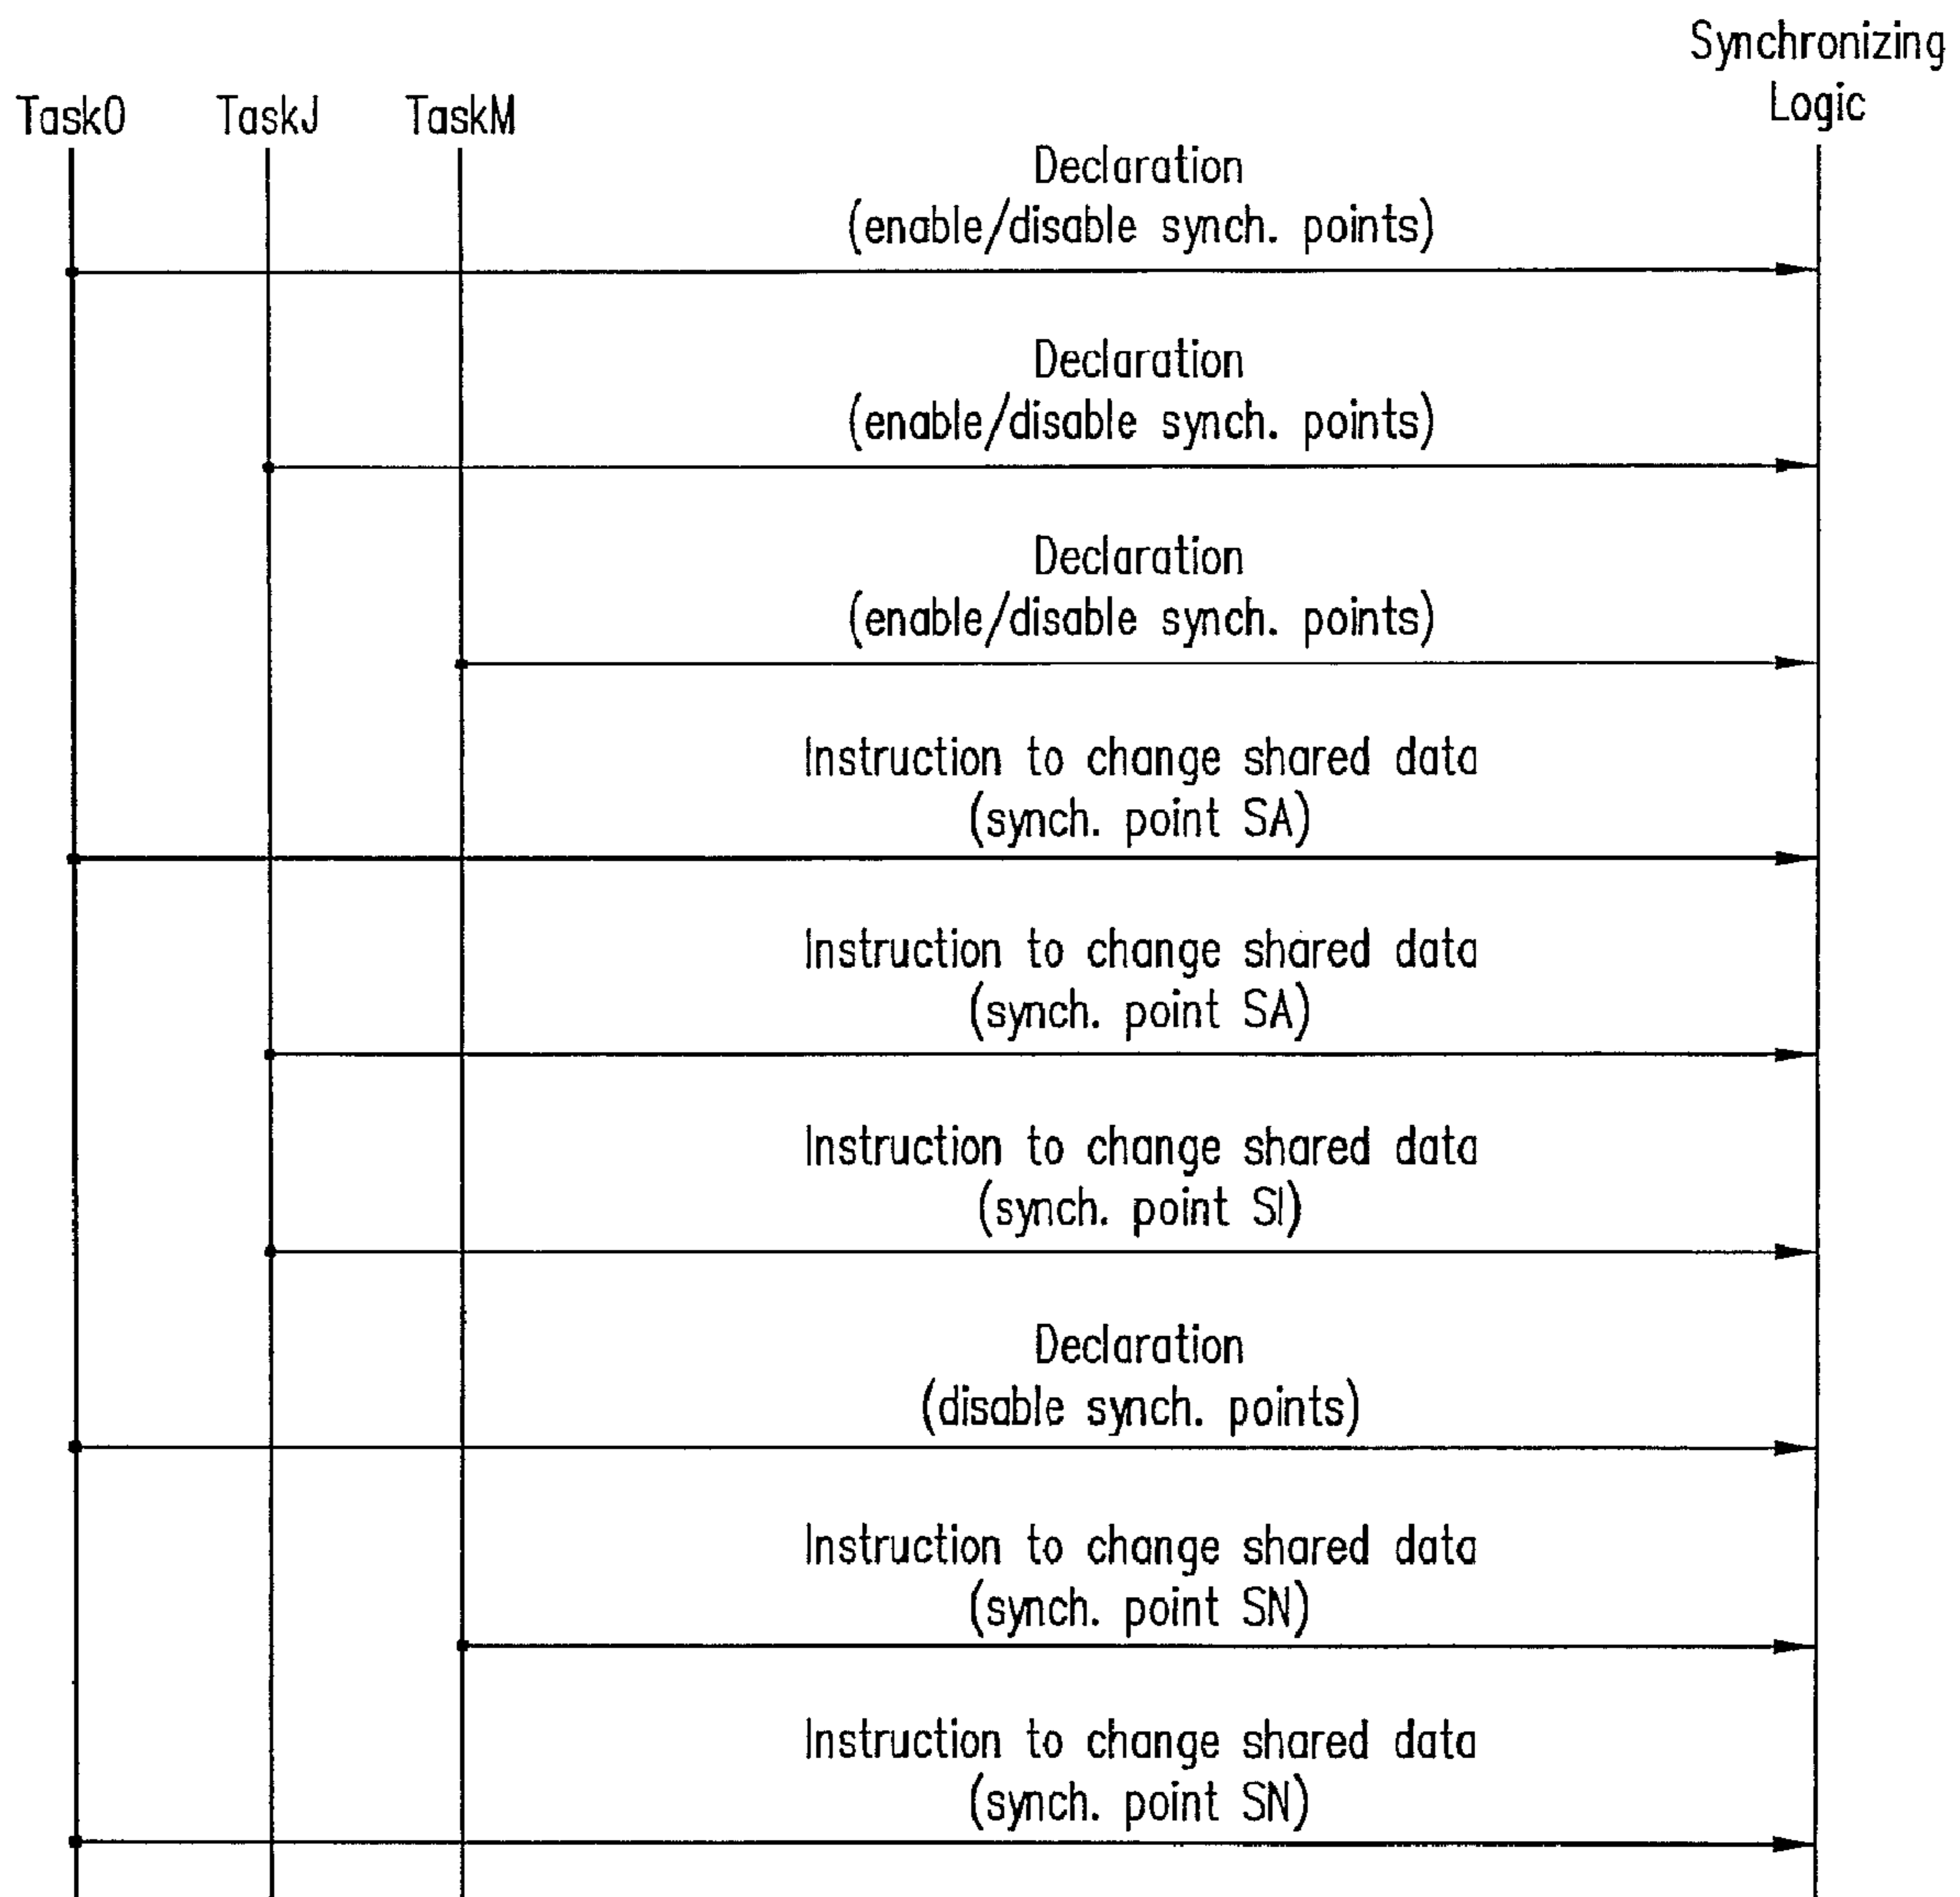 Synchronizing
Logic
Task0 TaskJ TaskM
Declaration
(enable/disable synch. points)
Declaration
(enable/disable synch. points)
Declaration
(enable/disable synch. points)
Instruction to change shared data
(synch. point SA)
Instruction to change shared data
(synch. point SA)
Instruction to change shared data
(synch. point SI)
Declaration
(disable synch. points)
Instruction to change shared data
(synch. point SN)
Instruction to change shared data
(synch. point SN)